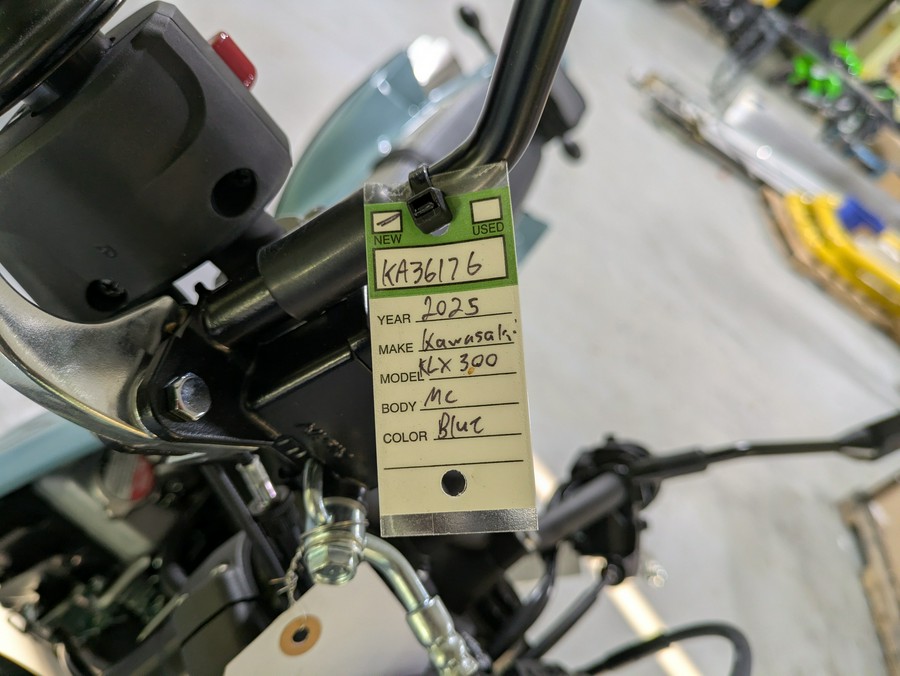 NEW USED
KA36176
YEAR 2025
MAKE Kawasaki
MODEL KLX 300
BODY MC
COLOR Blue